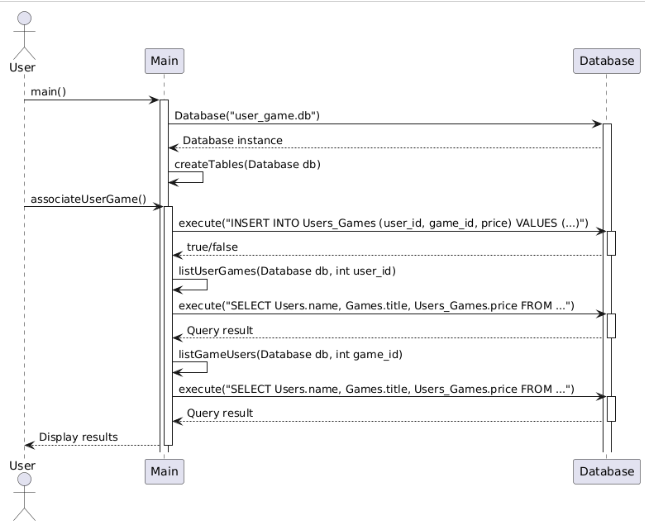 User
Main
Database
main()
Database("user_game.db")
Database instance
createTables(Database db)
associateUserGame()
execute("INSERT INTO Users_Games (user_id, game_id, price) VALUES (...)")
true/false
listUserGames(Database db, int user_id)
execute("SELECT Users.name, Games.title, Users_Games.price FROM ...")
Query result
listGameUsers(Database db, int game_id)
execute("SELECT Users.name, Games.title, Users_Games.price FROM ...")
Query result
Display results
User
Main
Database